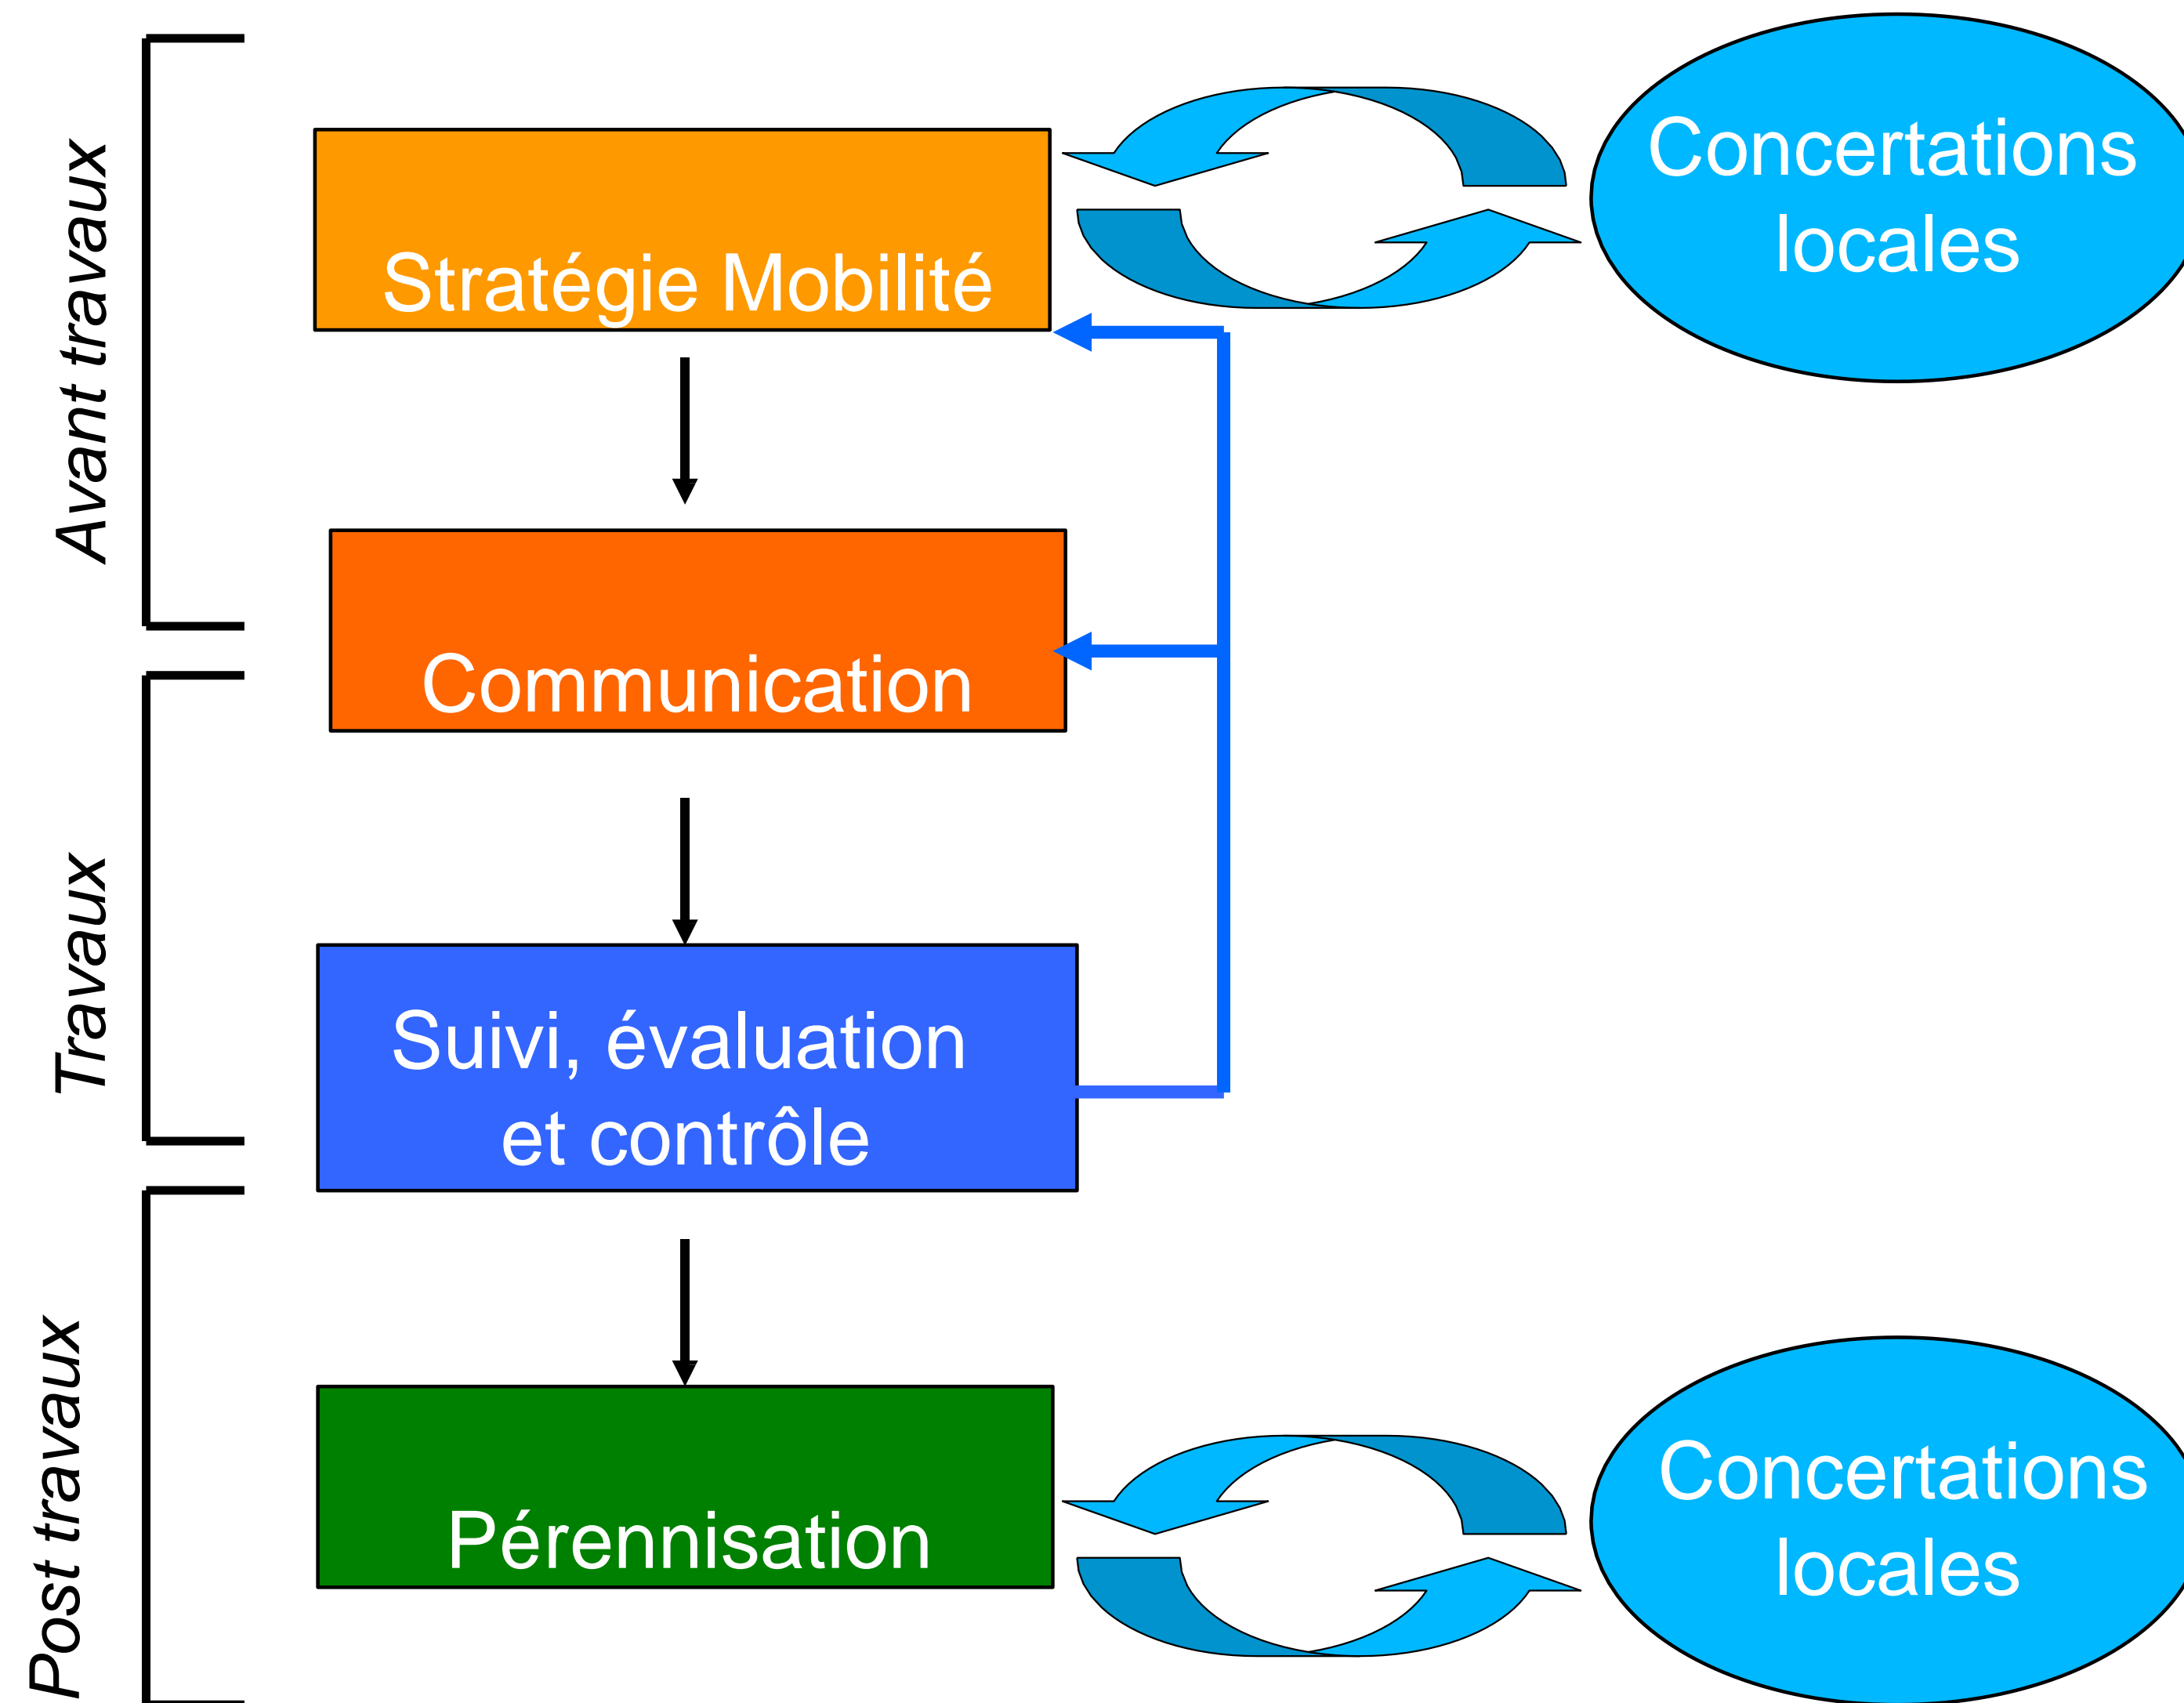 Avant travaux
Stratégie Mobilité
Concertations
locales
Communication
Travaux
Suivi, évaluation
et contrôle
Post travaux
Pérennisation
Concertations
locales